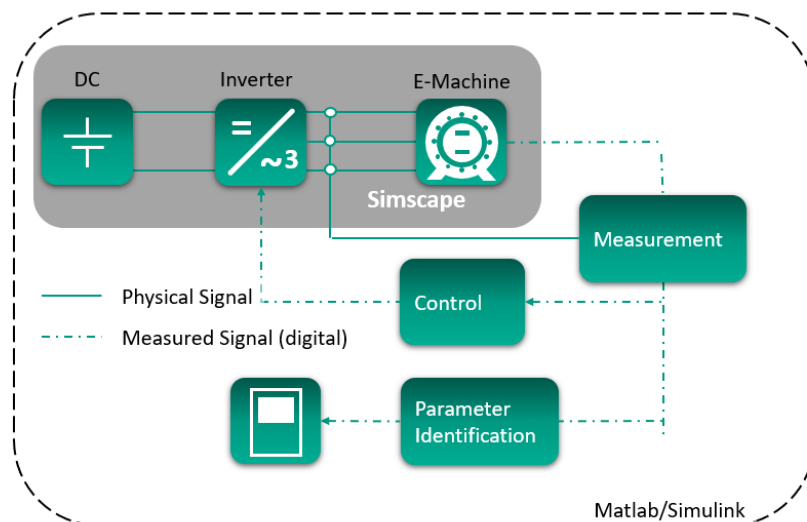 DC
Inverter
E-Machine
=
~3
Simscape
Measurement
Physical Signal
Control
Measured Signal (digital)
Parameter
Identification
Matlab/Simulink